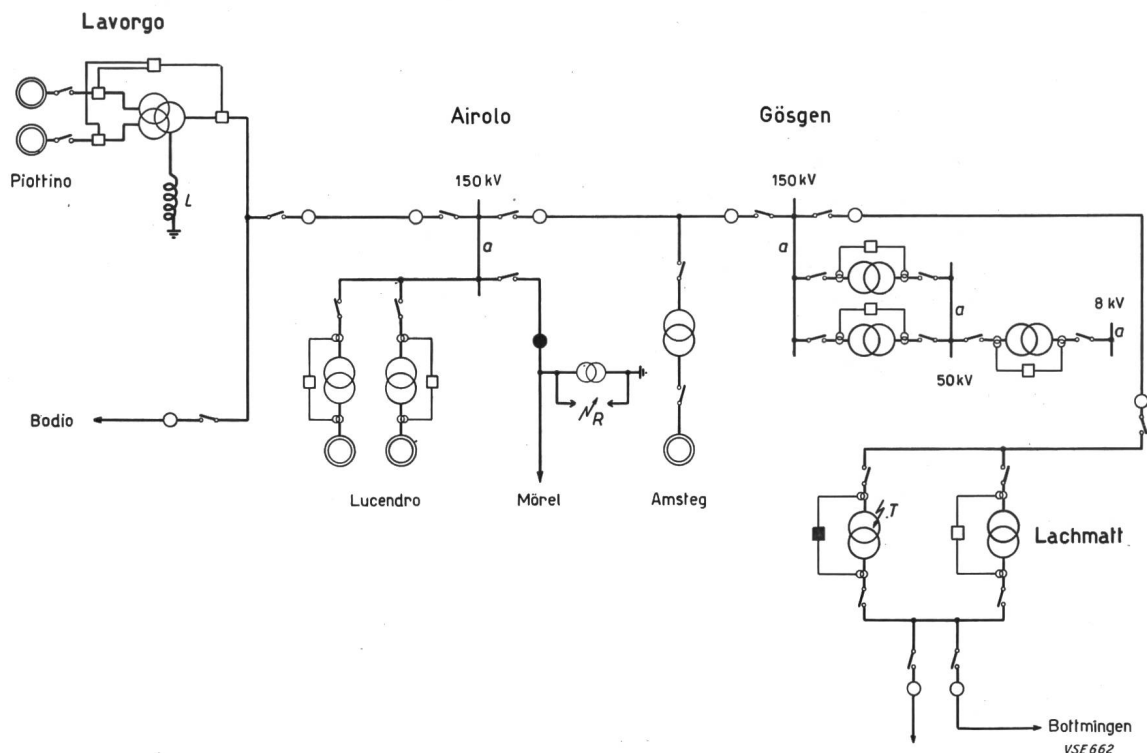 Lavorgo
Airolo
Gösgen
Piottino
L
150 kV
150 kV
a
a
a
8 kV
a
50 kV
R
Bodio
Lucendro
Mörel
Amsteg
T
Lachmatt
Bottmingen
VSE 662